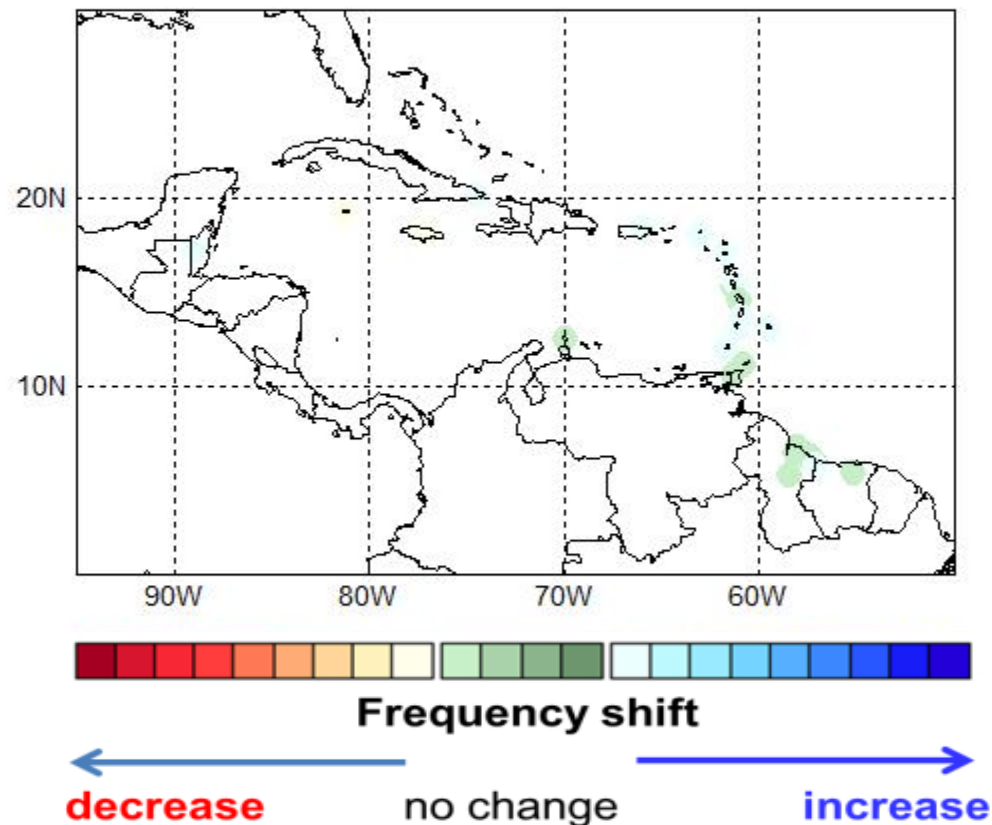 20N
10N
90W 80W 70W 60W
Frequency shift
decrease no change increase